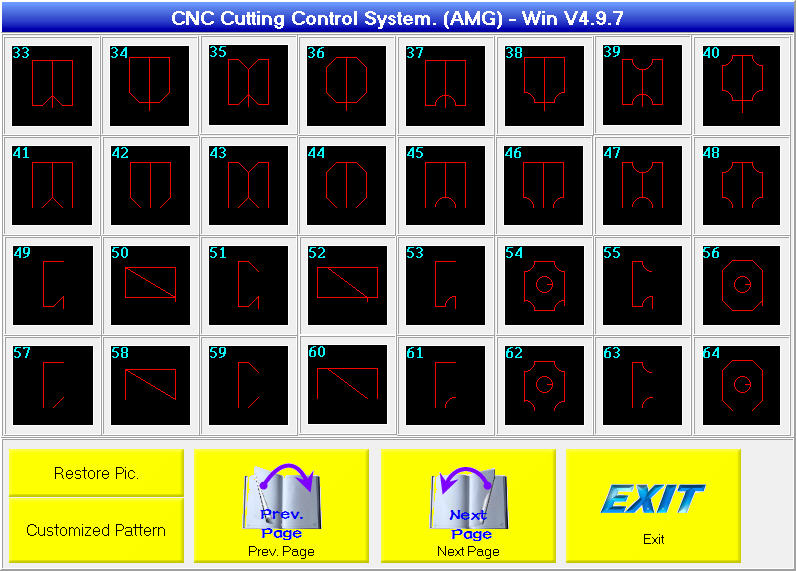 CNC Cutting Control System. (AMG) - Win V4.9.7
33 34 35 36 37 38 39 40
41 42 43 44 45 46 47 48
49 50 51 52 53 54 55 56
57 58 59 60 61 62 63 64
Restore Pic.
Customized Pattern
Prev.
Page
Prev. Page
Next
Page
Next Page
EXIT
Exit